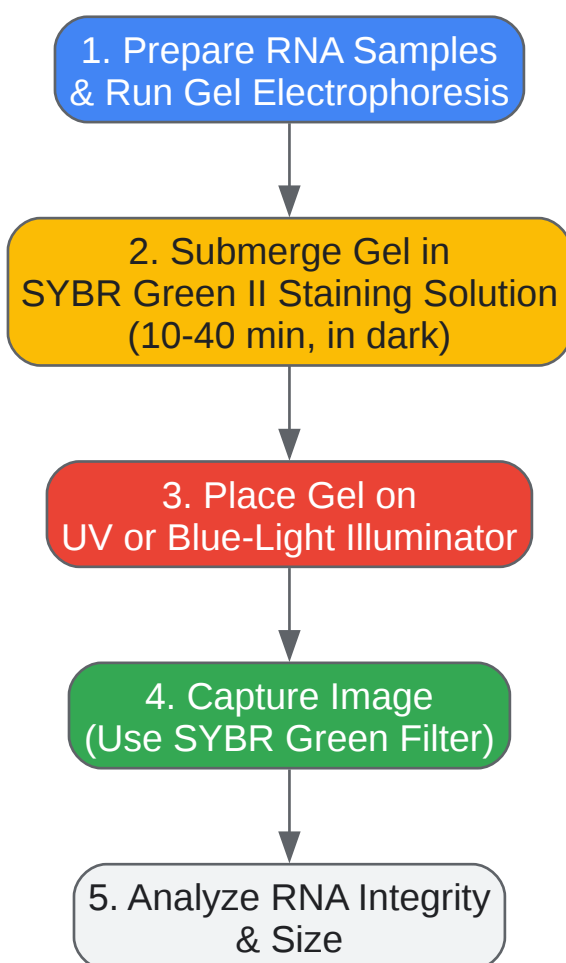 1. Prepare RNA Samples
& Run Gel Electrophoresis
2. Submerge Gel in
SYBR Green II Staining Solution
(10-40 min, in dark)
3. Place Gel on
UV or Blue-Light Illuminator
4. Capture Image
(Use SYBR Green Filter)
5. Analyze RNA Integrity
& Size